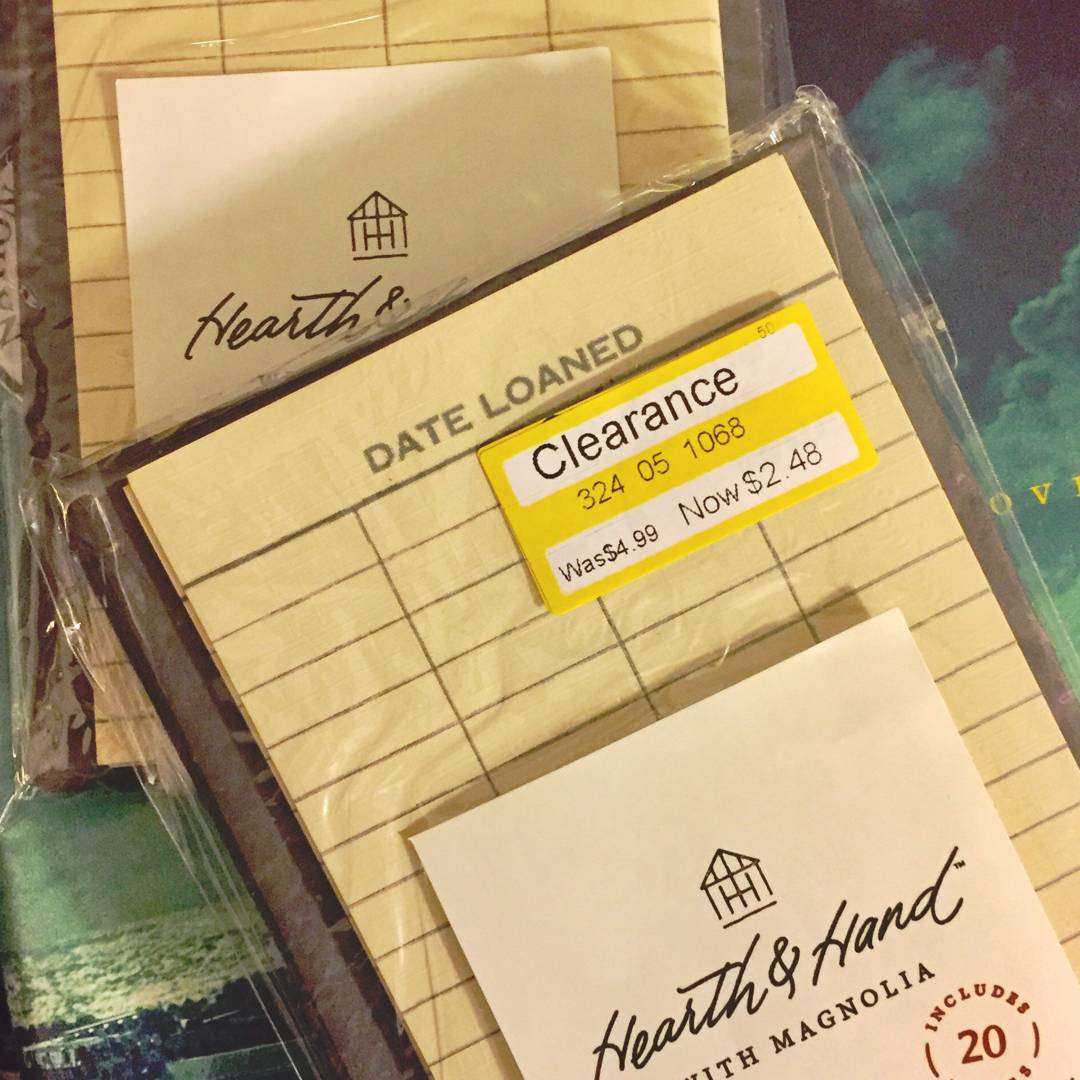 Hearth &
DATE LOANED
50
Clearance
324 05 1068
Was$4.99 Now $2.48
Hearth & Hand™
WITH MAGNOLIA
INCLUDES
20